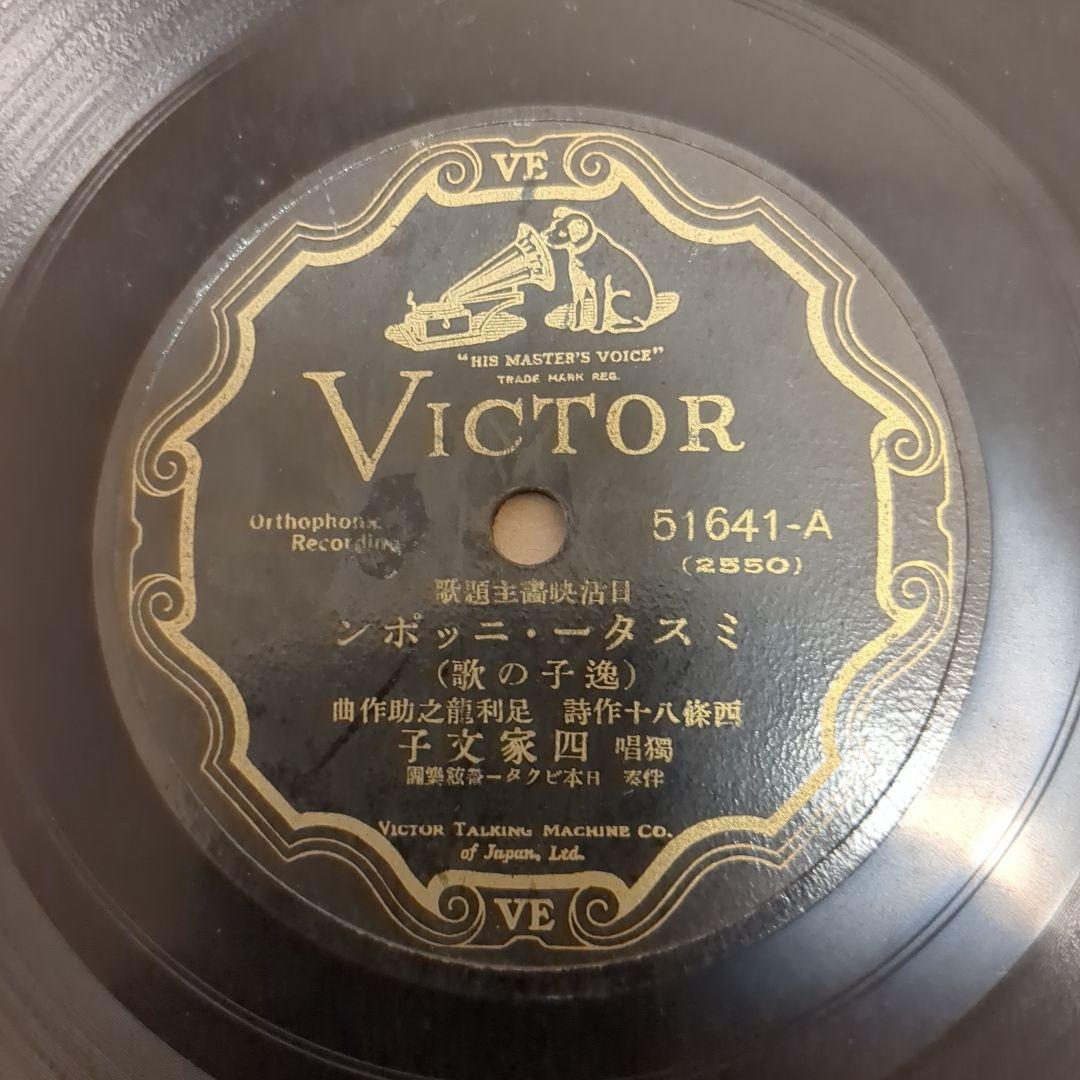 VE
"HIS MASTER'S VOICE"
TRADE MARK REG.
VICTOR
Orthophonic
Recording
51641-A
(2550)
日活映畫主題歌
ミスター・ニッポン
(逸子の歌)
西條八十作詩 足利龍之助作曲
獨唱 四家文子
伴奏 日本ビクター管絃樂團
VICTOR TALKING MACHINE CO.
of Japan, Ltd.
VE